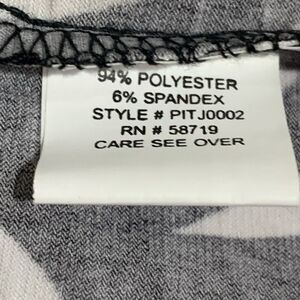 94% POLYESTER
6% SPANDEX
STYLE # PITJ0002
RN # 58719
CARE SEE OVER